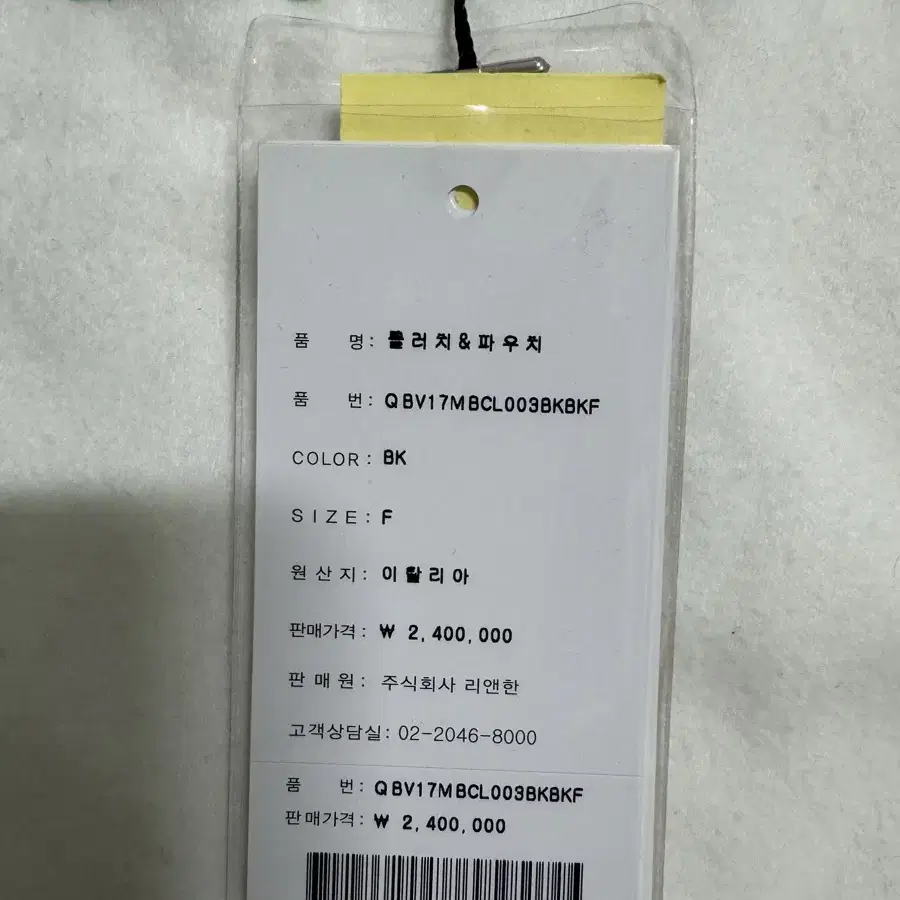 품 명: 클러치&파우치
품 번: QBV17MBCL003BKBKF
COLOR: BK
SIZE: F
원산지: 이탈리아
판매가격: ₩ 2,400,000
판매원: 주식회사 리앤한
고객상담실: 02-2046-8000
품 번: QBV17MBCL003BKBKF
판매가격: ₩ 2,400,000